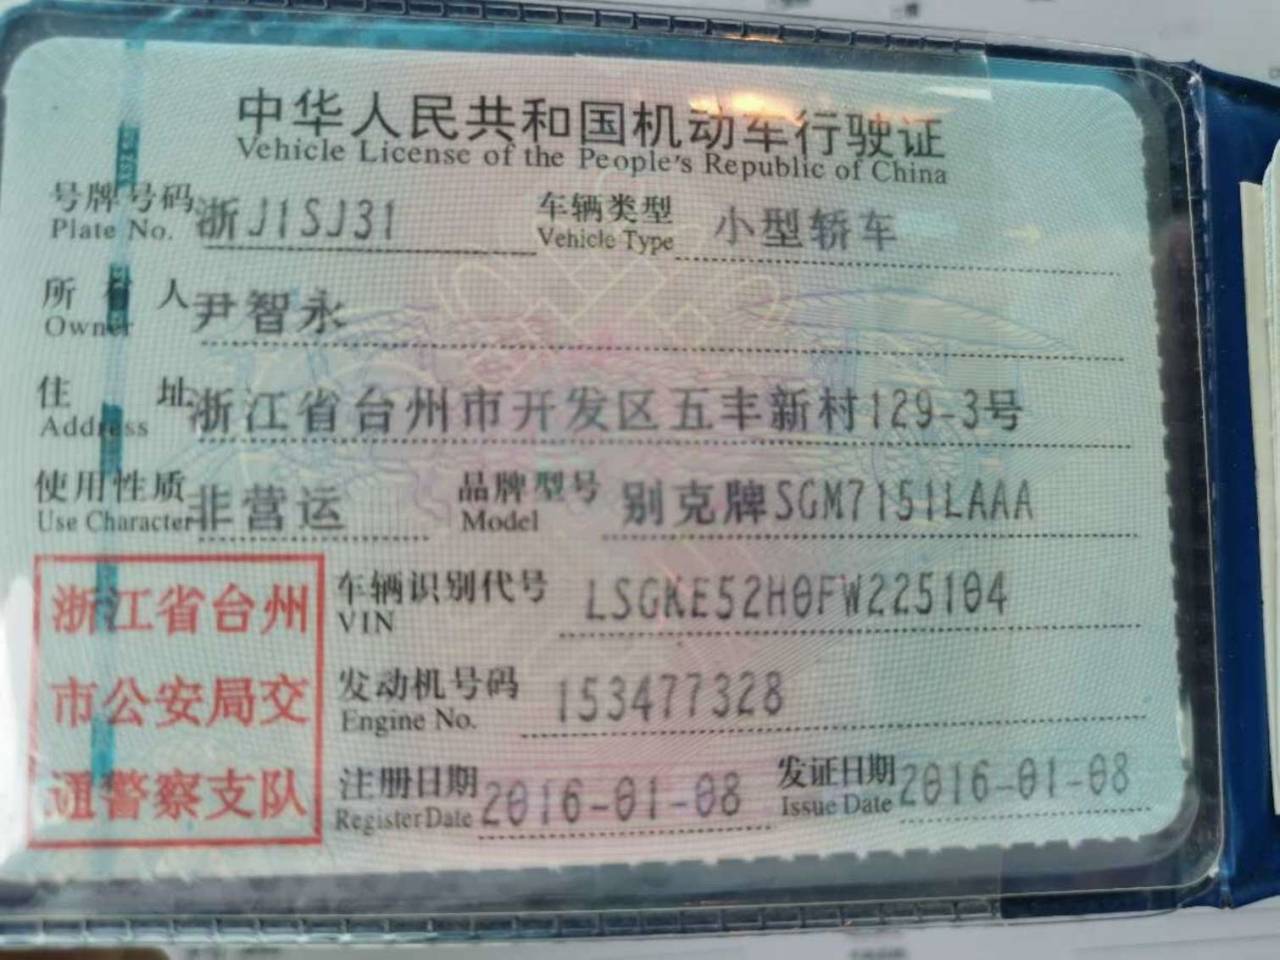 中华人民共和国机动车行驶证
Vehicle License of the People's Republic of China
号牌号码 浙J1SJ31 车辆类型 小型轿车
Plate No. Vehicle Type
所有人 尹智永
Owner
住址 浙江省台州市开发区五丰新村129-3号
Address
使用性质 非营运 品牌型号 别克牌SGM7151LAAA
Use Character Model
浙江省台州
市公安局交
通警察支队
车辆识别代号 LSGKE52H0FW225104
VIN
发动机号码 153477328
Engine No.
注册日期 2016-01-08 发证日期 2016-01-08
Register Date Issue Date